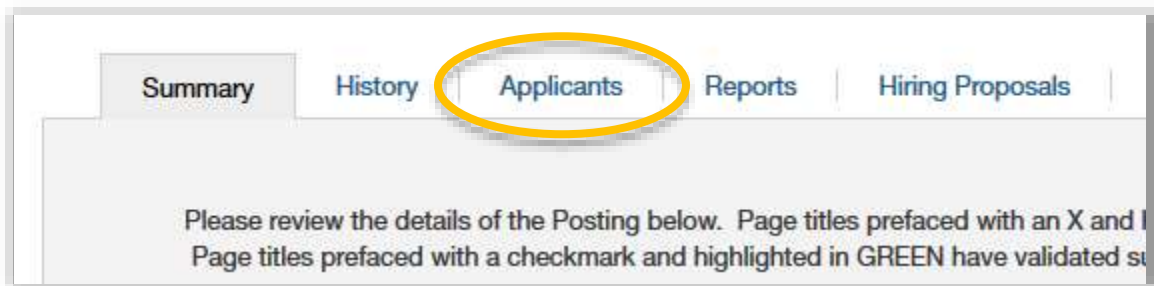 Summary History Applicants Reports Hiring Proposals
Please review the details of the Posting below. Page titles prefaced with an X and
Page titles prefaced with a checkmark and highlighted in GREEN have validated